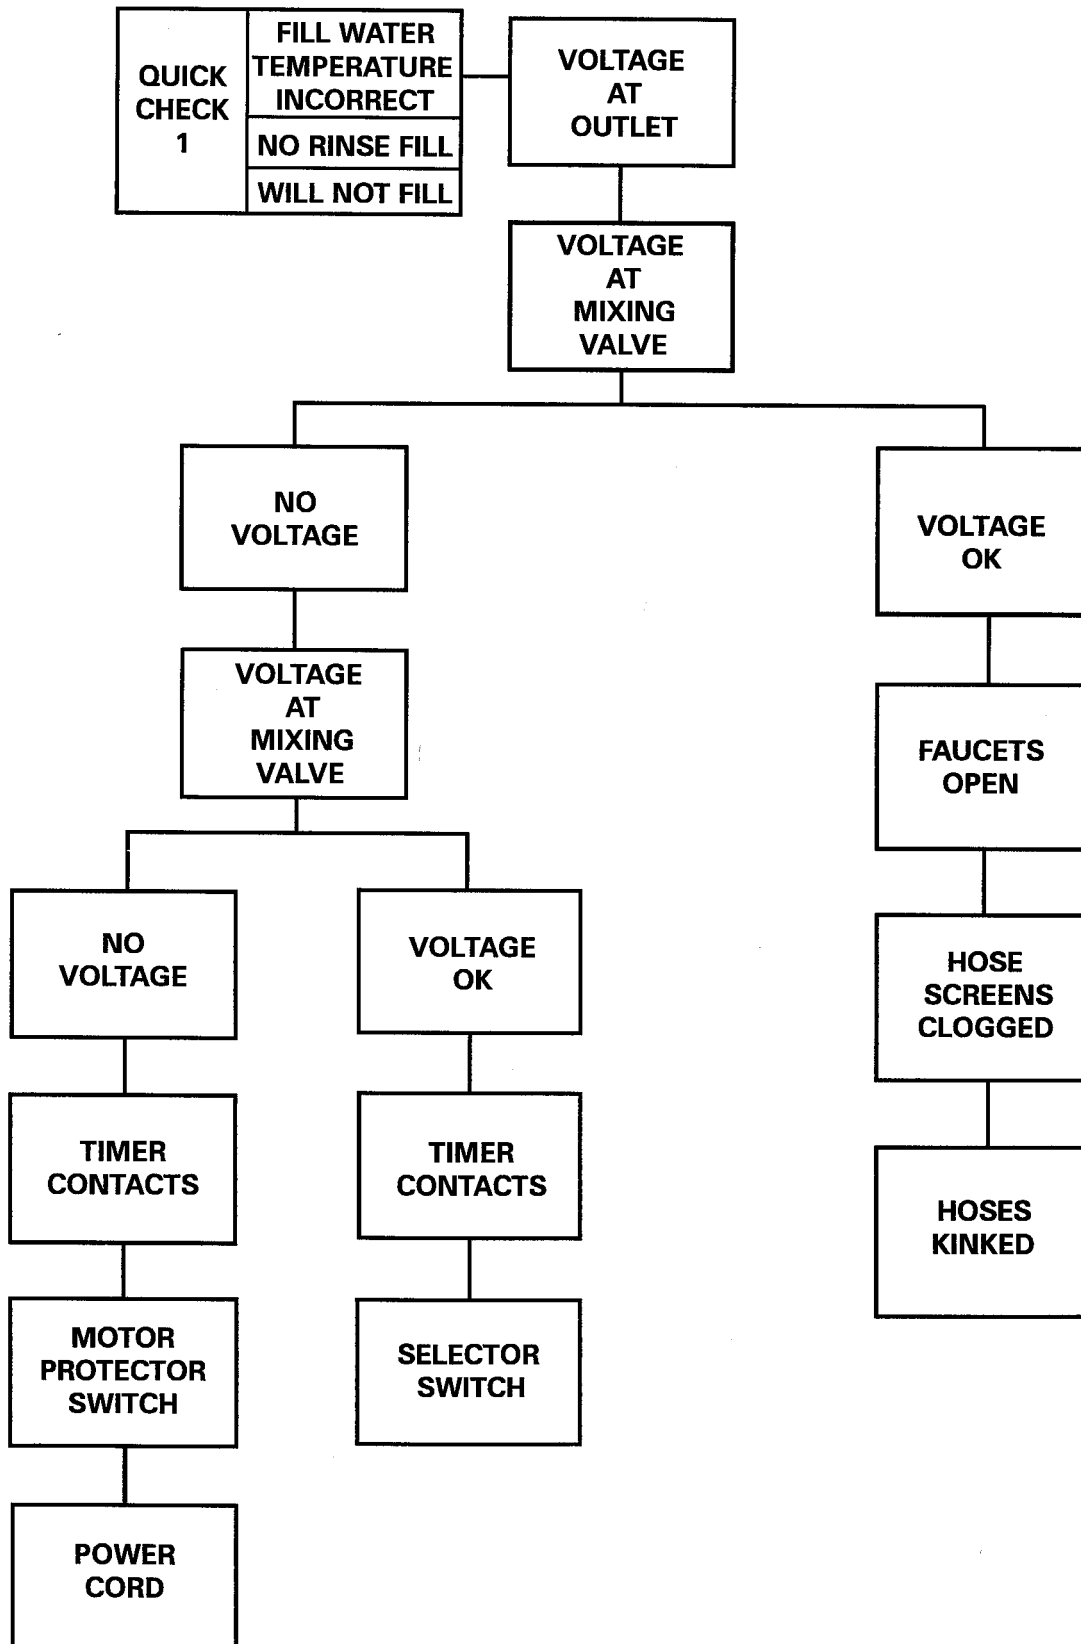 QUICK
CHECK
1
FILL WATER
TEMPERATURE
INCORRECT
NO RINSE FILL
WILL NOT FILL
VOLTAGE
AT
OUTLET
VOLTAGE
AT
MIXING
VALVE
NO
VOLTAGE
VOLTAGE
OK
VOLTAGE
AT
MIXING
VALVE
FAUCETS
OPEN
NO
VOLTAGE
VOLTAGE
OK
HOSE
SCREENS
CLOGGED
TIMER
CONTACTS
TIMER
CONTACTS
HOSES
KINKED
MOTOR
PROTECTOR
SWITCH
SELECTOR
SWITCH
POWER
CORD